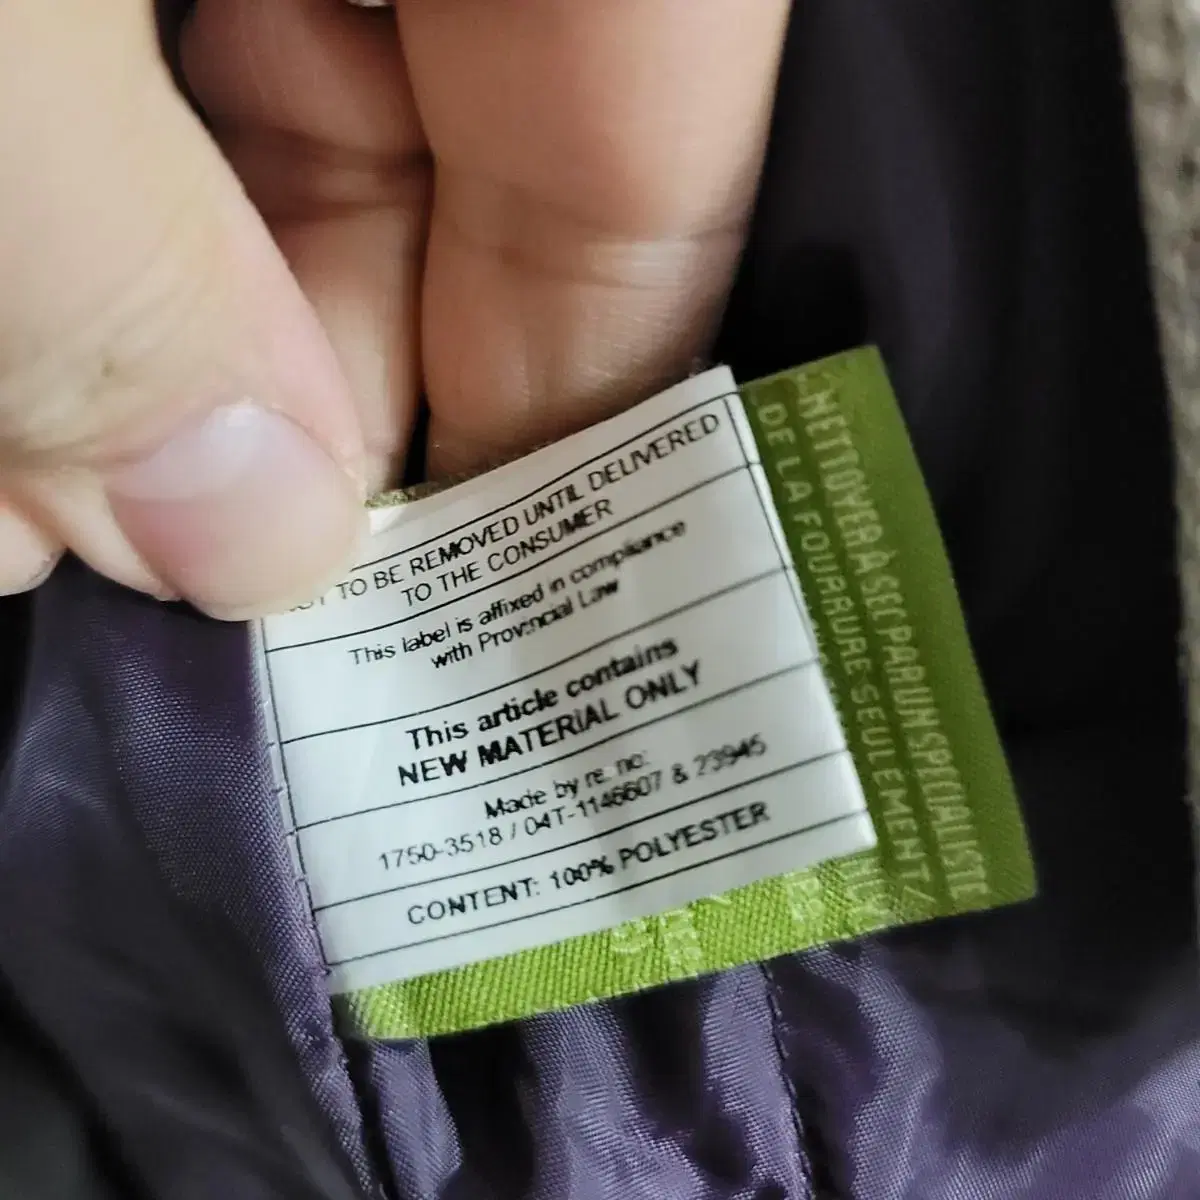 TO BE REMOVED UNTIL DELIVERED
TO THE CONSUMER
This label is affixed in compliance
with Provincial Law
This article contains
NEW MATERIAL ONLY
Made by re. no:
1750-3518 / 04T-1146607 & 23945
CONTENT: 100% POLYESTER
-NETTOYER À SEC PAR UN SPÉCIALISTE
DE LA FOURRURE SEULEMENT/